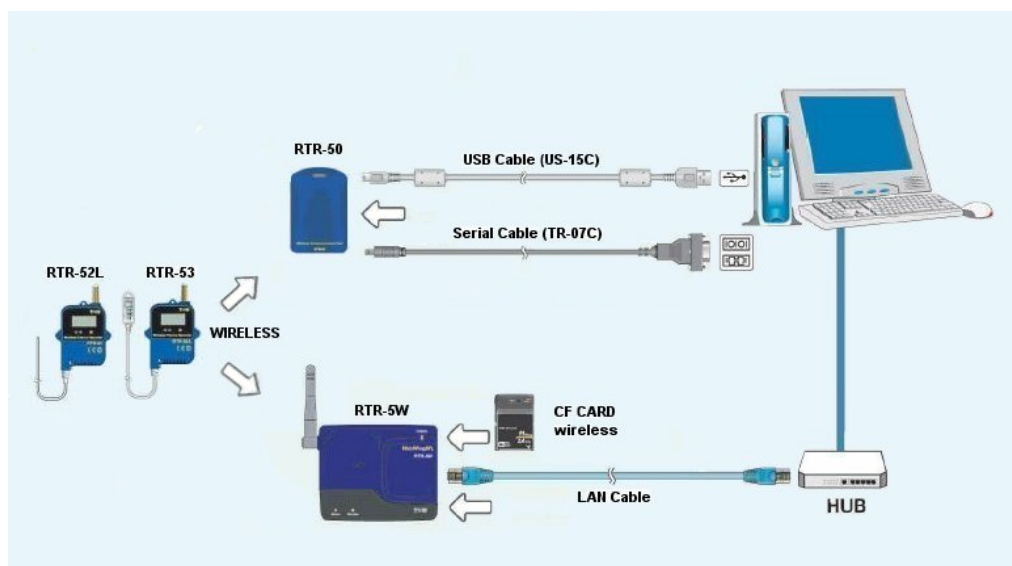 RTR-50
USB Cable (US-15C)
Serial Cable (TR-07C)
RTR-52L
RTR-53
WIRELESS
RTR-5W
CF CARD
wireless
LAN Cable
HUB